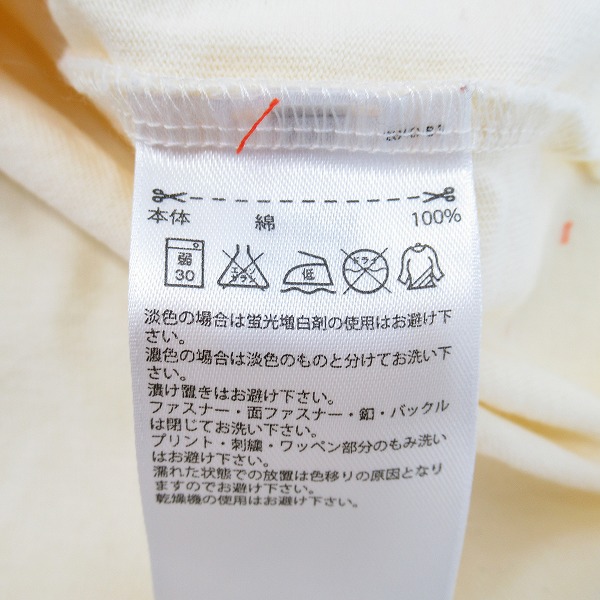 本体 綿 100%
弱
30
エンソ
サラシ
低
ドライ
淡色の場合は蛍光増白剤の使用はお避け下
さい。
濃色の場合は淡色のものと分けてお洗い下
さい。
漬け置きはお避け下さい。
ファスナー・面ファスナー・釦・バックル
は閉じてお洗い下さい。
プリント・刺繍・ワッペン部分のもみ洗い
はお避け下さい。
濡れた状態での放置は色移りの原因となり
ますのでお避け下さい。
乾燥機の使用はお避け下さい。